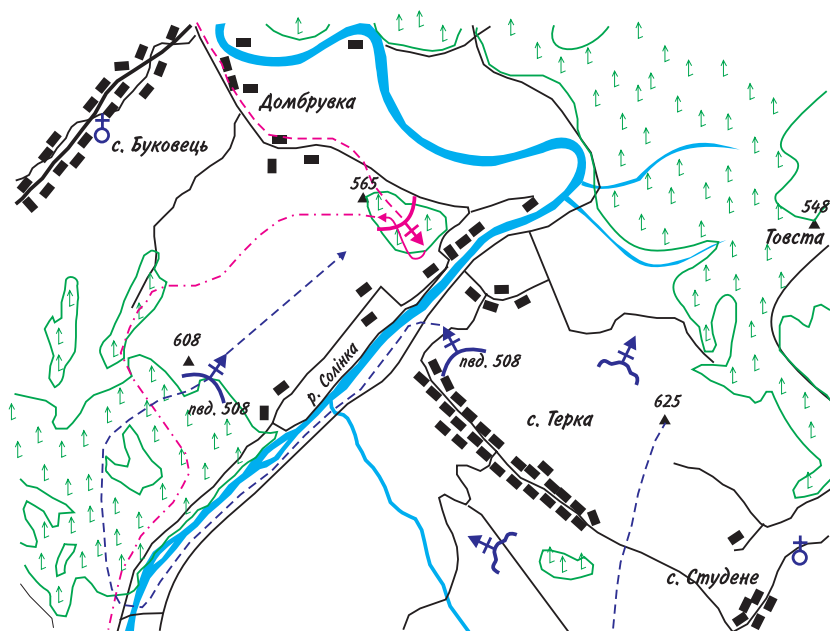 Домбрувка
с. Буковець
565
548
Товста
608
р. Солінка
пвд. 508
пвд. 508
625
с. Терка
с. Студене